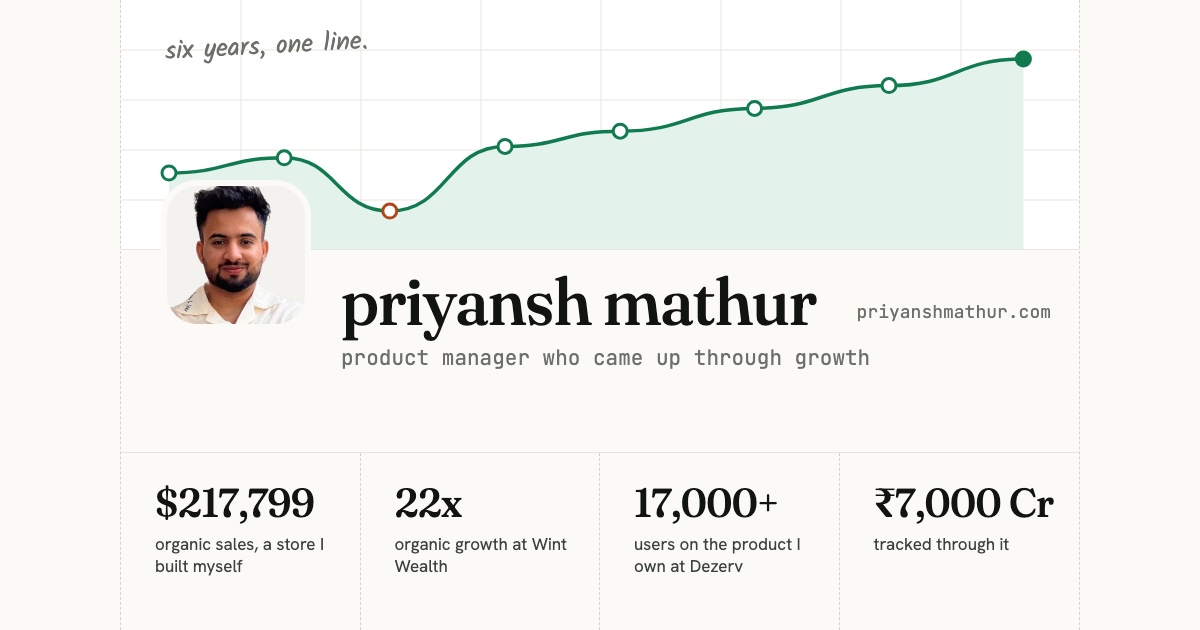 six years, one line.
priyansh mathur
priyanshmathur.com
product manager who came up through growth
$217,799
organic sales, a store I
built myself
22x
organic growth at Wint
Wealth
17,000+
users on the product I
own at Dezerv
₹7,000 Cr
tracked through it